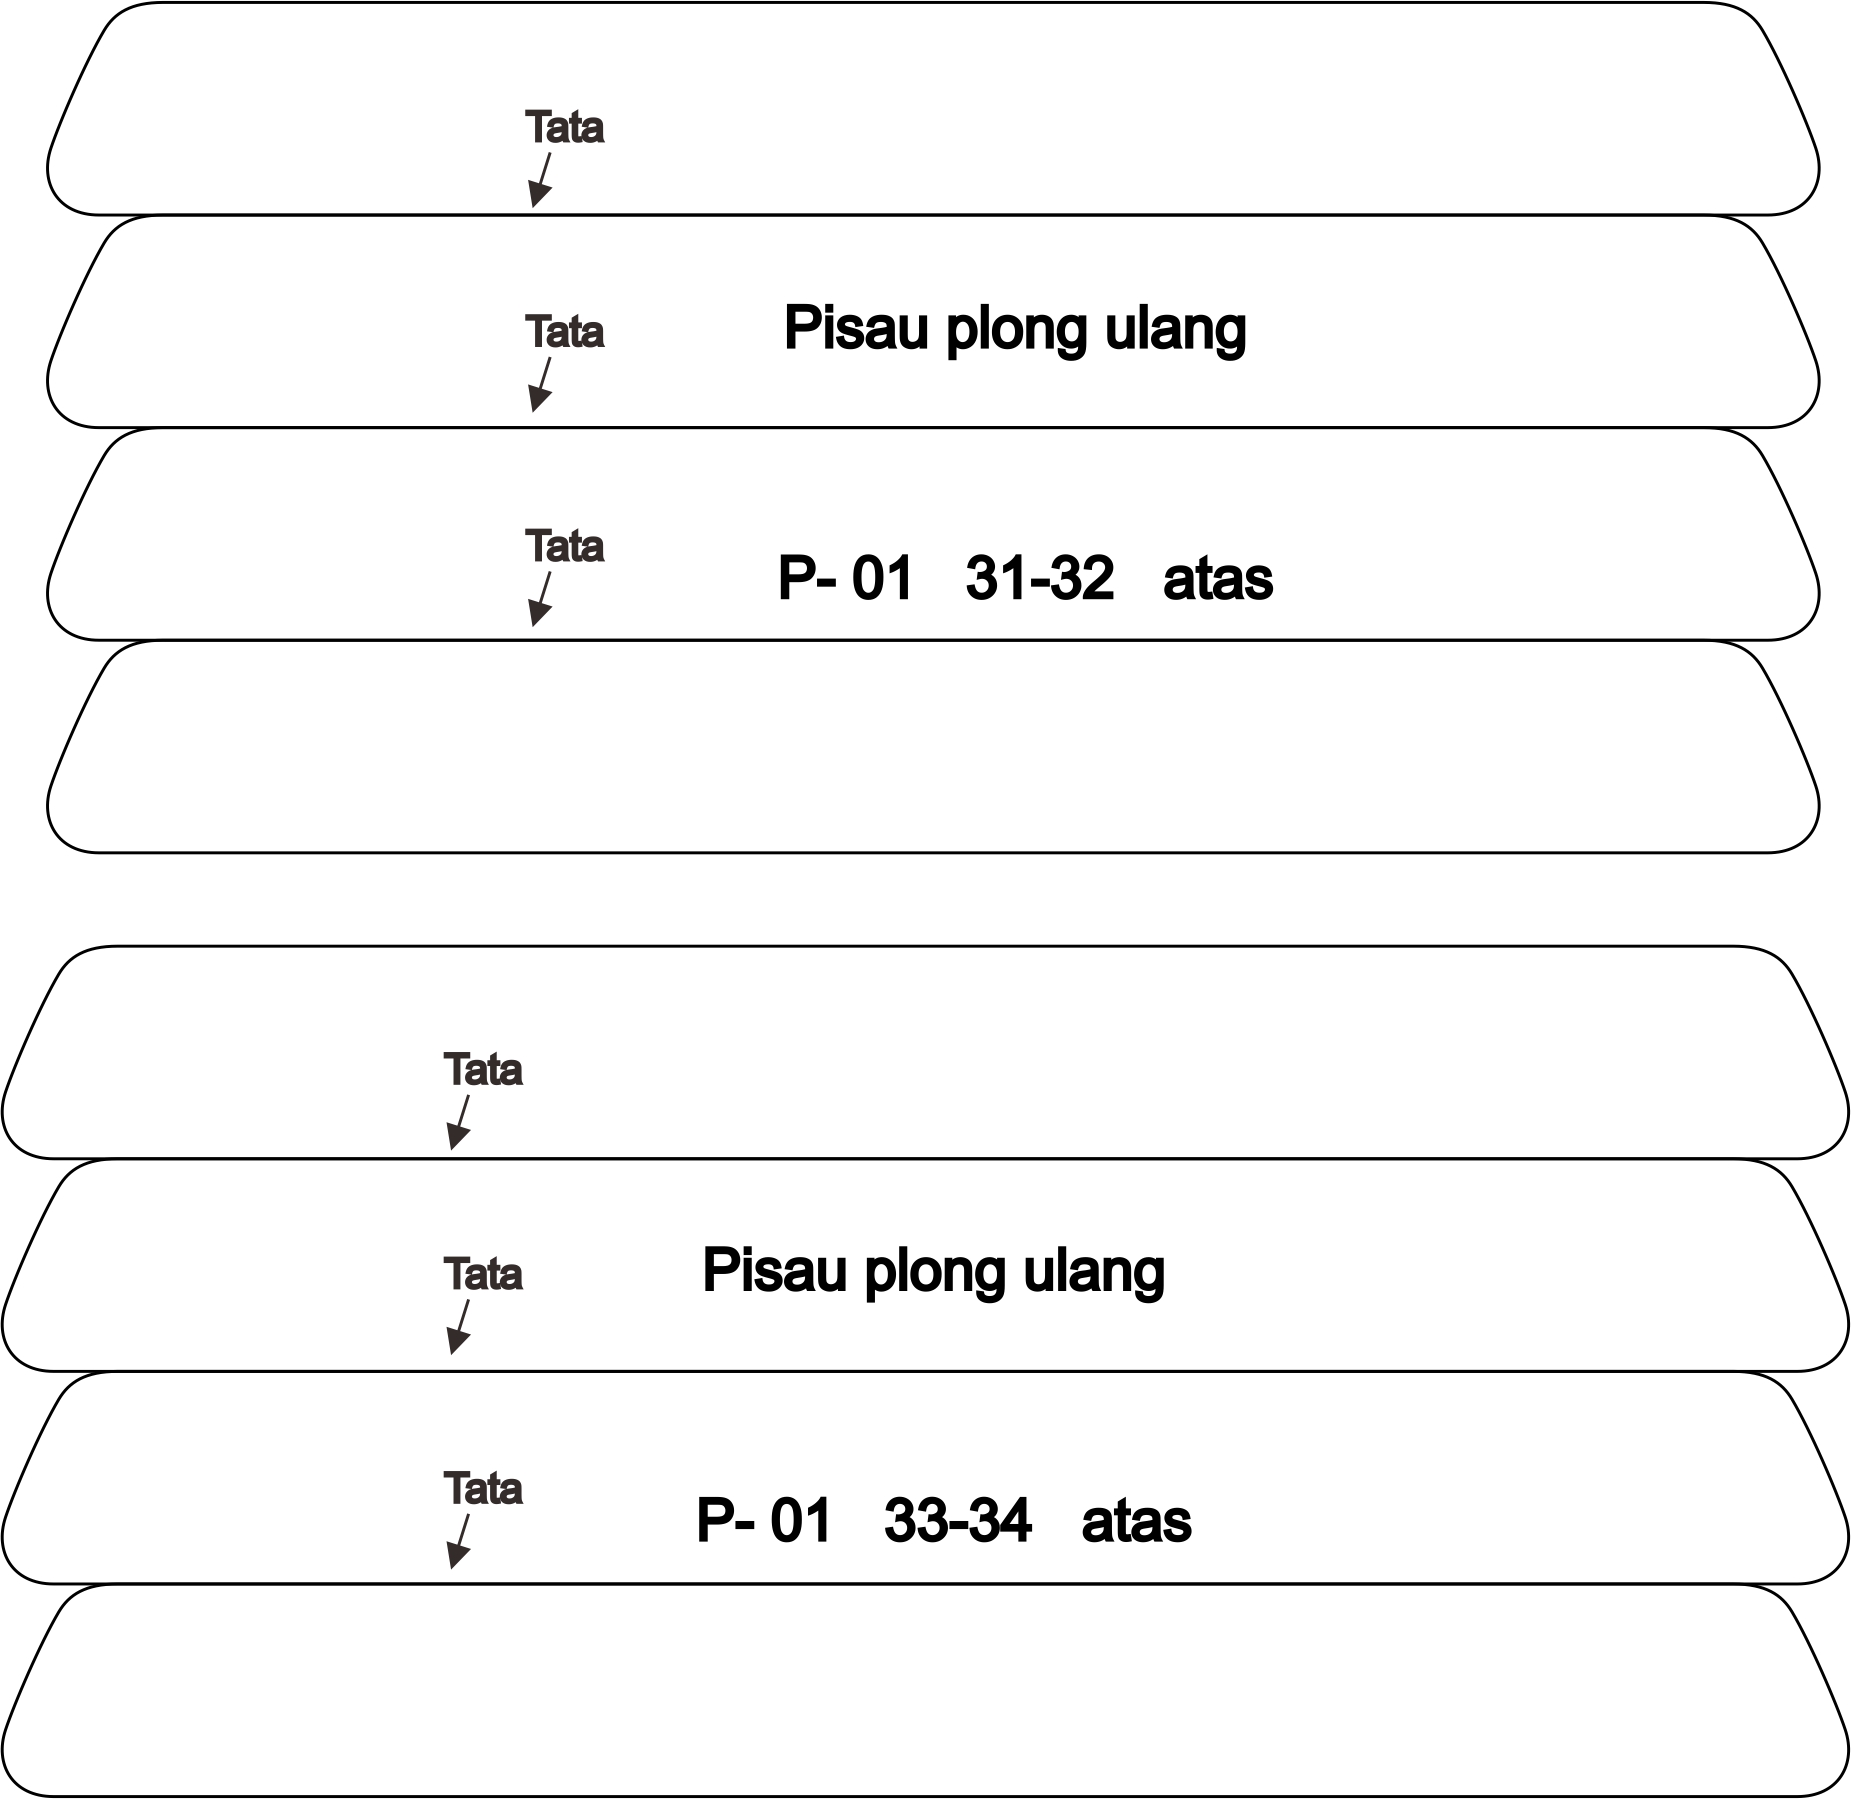 Tata
Tata
Pisau plong ulang
Tata
P- 01 31-32 atas
Tata
Tata
Pisau plong ulang
Tata
P- 01 33-34 atas